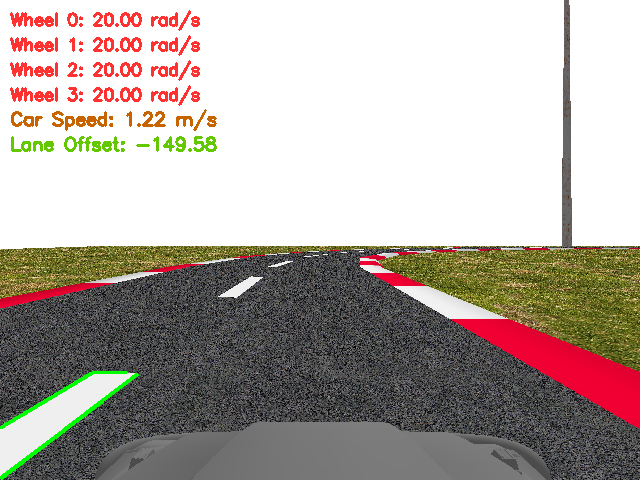 Wheel 0: 20.00 rad/s
Wheel 1: 20.00 rad/s
Wheel 2: 20.00 rad/s
Wheel 3: 20.00 rad/s
Car Speed: 1.22 m/s
Lane Offset: -149.58